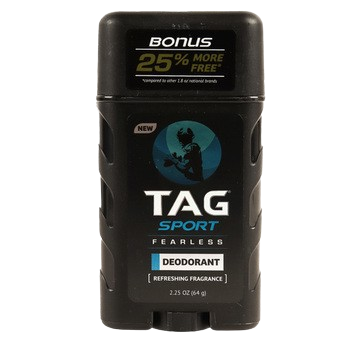 BONUS
25% MORE
FREE*
*compared to other 1.8 oz national brands
NEW
TAG
SPORT
FEARLESS
DEODORANT
[ REFRESHING FRAGRANCE ]
2.25 OZ (64 g)